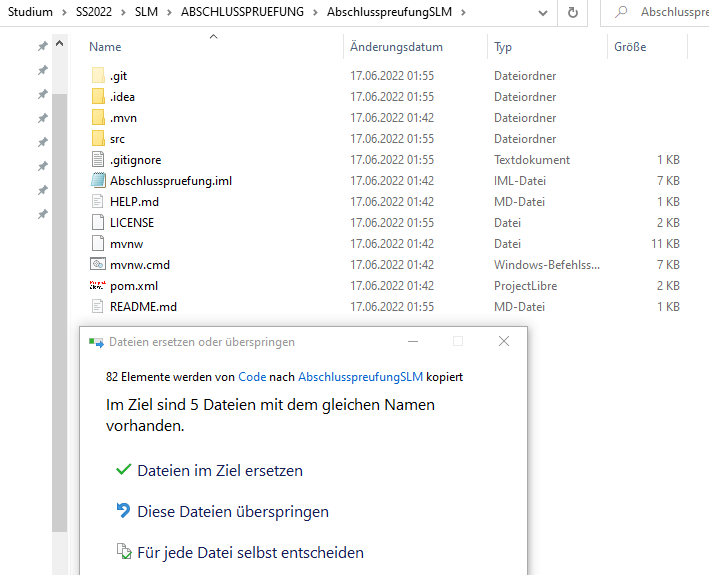 Studium > SS2022 > SLM > ABSCHLUSSPRUEFUNG > AbschlusspreufungSLM >
Abschlusspre
Name Änderungsdatum Typ Größe
.git 17.06.2022 01:55 Dateiordner
.idea 17.06.2022 01:55 Dateiordner
.mvn 17.06.2022 01:42 Dateiordner
src 17.06.2022 01:55 Dateiordner
.gitignore 17.06.2022 01:55 Textdokument 1 KB
Abschlusspruefung.iml 17.06.2022 01:42 IML-Datei 7 KB
HELP.md 17.06.2022 01:42 MD-Datei 1 KB
LICENSE 17.06.2022 01:55 Datei 2 KB
mvnw 17.06.2022 01:42 Datei 11 KB
mvnw.cmd 17.06.2022 01:42 Windows-Befehlss... 7 KB
pom.xml 17.06.2022 01:42 ProjectLibre 2 KB
README.md 17.06.2022 01:55 MD-Datei 1 KB
Dateien ersetzen oder überspringen
82 Elemente werden von Code nach AbschlusspreufungSLM kopiert
Im Ziel sind 5 Dateien mit dem gleichen Namen
vorhanden.
Dateien im Ziel ersetzen
Diese Dateien überspringen
Für jede Datei selbst entscheiden